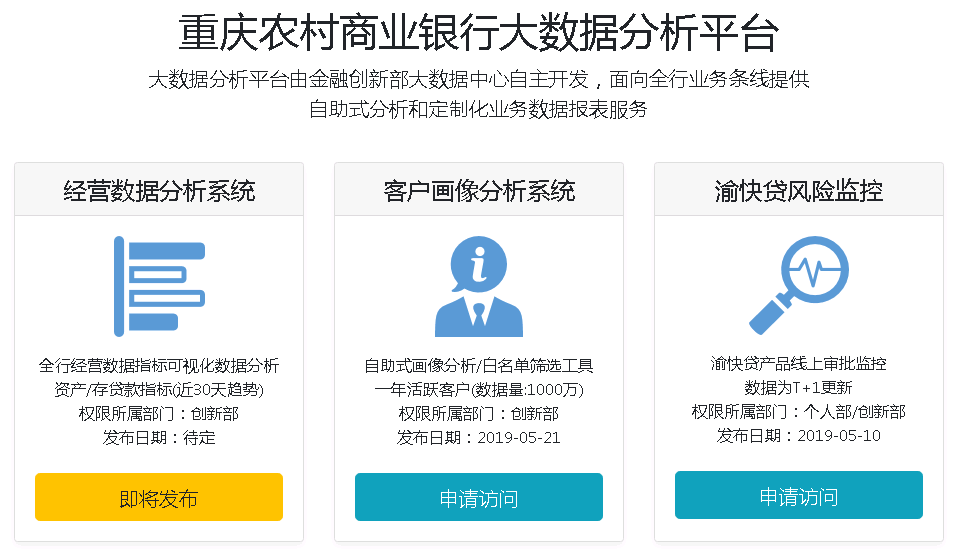 重庆农村商业银行大数据分析平台
大数据分析平台由金融创新部大数据中心自主开发，面向全行业务条线提供
自助式分析和定制化业务数据报表服务
经营数据分析系统
全行经营数据指标可视化数据分析
资产/存贷款指标(近30天趋势)
权限所属部门：创新部
发布日期：待定
即将发布
客户画像分析系统
i
自助式画像分析/白名单筛选工具
一年活跃客户(数据量:1000万)
权限所属部门：创新部
发布日期：2019-05-21
申请访问
渝快贷风险监控
渝快贷产品线上审批监控
数据为T+1更新
权限所属部门：个人部/创新部
发布日期：2019-05-10
申请访问